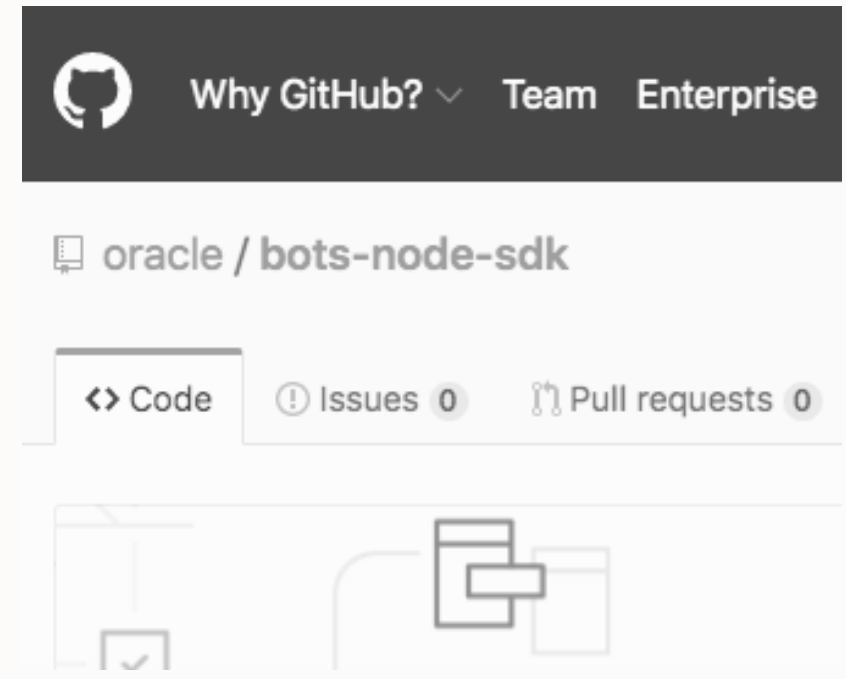 Why GitHub? Team Enterprise
oracle / bots-node-sdk
<> Code Issues 0 Pull requests 0